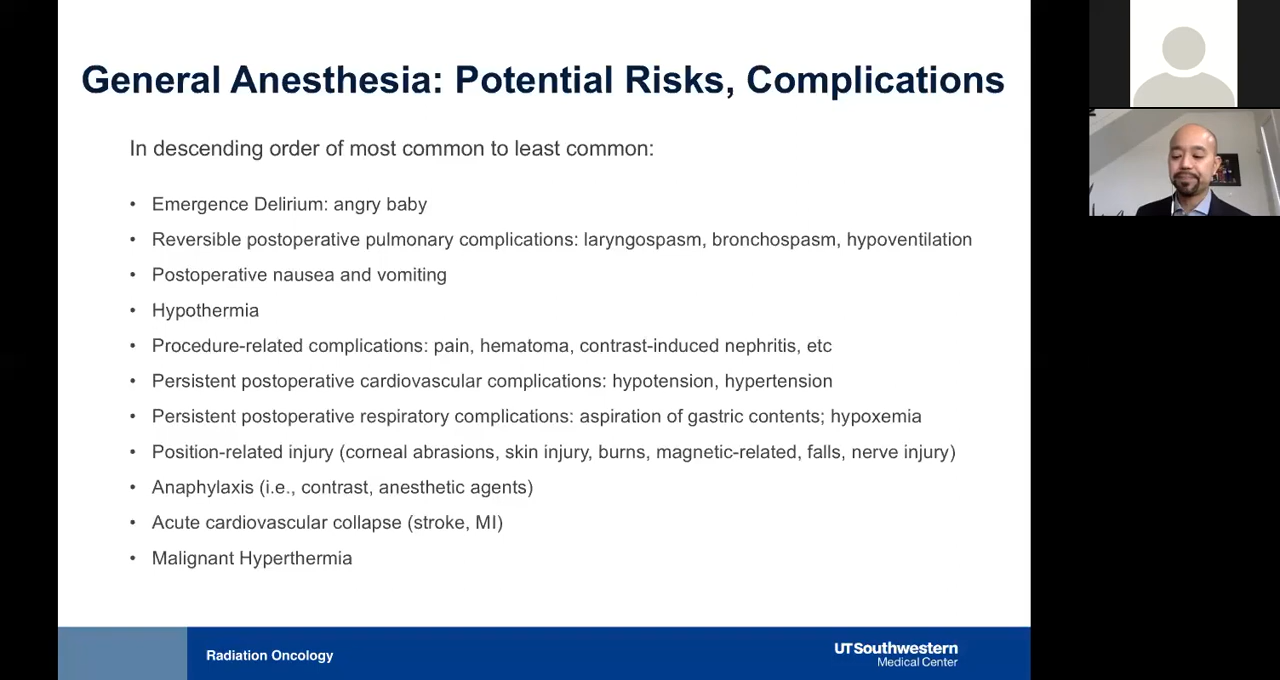 General Anesthesia: Potential Risks, Complications
In descending order of most common to least common:
• Emergence Delirium: angry baby
• Reversible postoperative pulmonary complications: laryngospasm, bronchospasm, hypoventilation
• Postoperative nausea and vomiting
• Hypothermia
• Procedure-related complications: pain, hematoma, contrast-induced nephritis, etc
• Persistent postoperative cardiovascular complications: hypotension, hypertension
• Persistent postoperative respiratory complications: aspiration of gastric contents; hypoxemia
• Position-related injury (corneal abrasions, skin injury, burns, magnetic-related, falls, nerve injury)
• Anaphylaxis (i.e., contrast, anesthetic agents)
• Acute cardiovascular collapse (stroke, MI)
• Malignant Hyperthermia
Radiation Oncology
UTSouthwestern
Medical Center